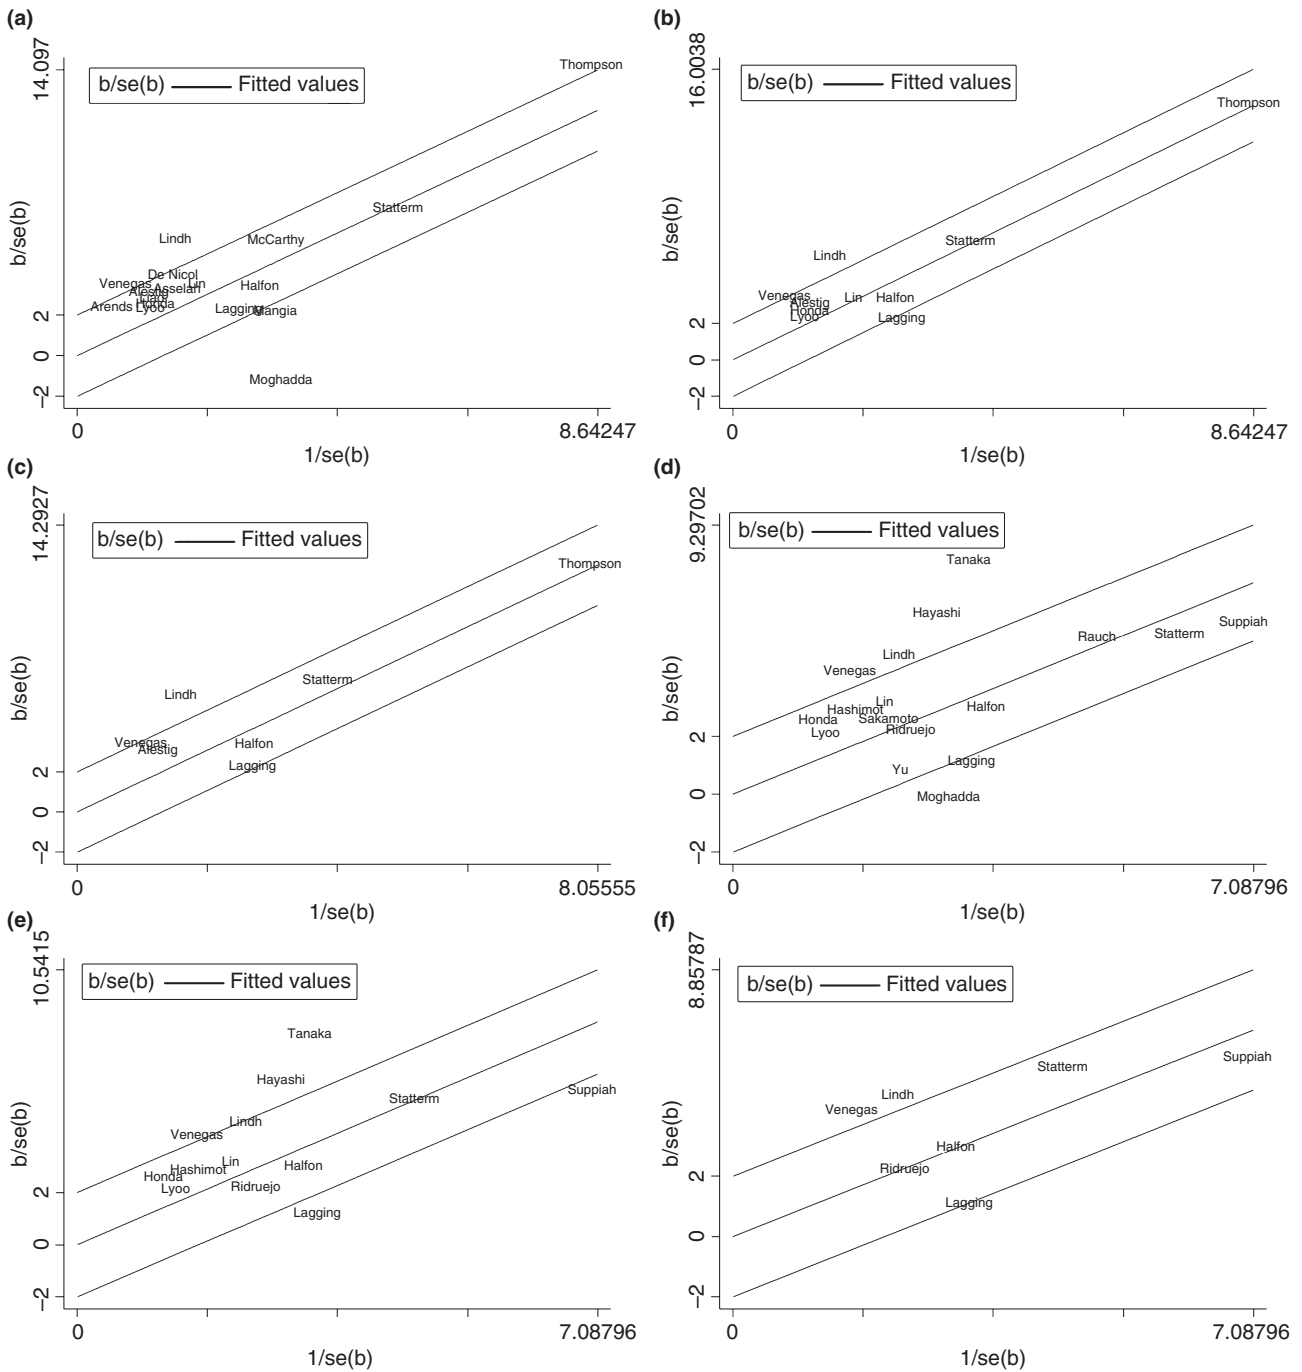 (a)
14.097
b/se(b) Fitted values
Thompson
Statterm
Lindh
McCarthy
De Nicol
Venegas
Lin
Asselah
Alestig
Halfon
Arends
Honda
Lyoo
Lagging
Mangia
Moghadda
b/se(b)
2
0
−2
0
8.64247
1/se(b)
(b)
16.0038
b/se(b) Fitted values
Thompson
Statterm
Lindh
Venegas
Alestig
Lin
Halfon
Honda
Lyoo
Lagging
b/se(b)
2
0
−2
0
8.64247
1/se(b)
(c)
14.2927
b/se(b) Fitted values
Thompson
Statterm
Lindh
Venegas
Alestig
Halfon
Lagging
b/se(b)
2
0
−2
0
8.05555
1/se(b)
(d)
9.29702
b/se(b) Fitted values
Tanaka
Hayashi
Suppiah
Rauch
Statterm
Lindh
Venegas
Lin
Hashimot
Halfon
Honda
Sakamoto
Lyoo
Ridruejo
Yu
Lagging
Moghadda
b/se(b)
2
0
−2
0
7.08796
1/se(b)
(e)
10.5415
b/se(b) Fitted values
Tanaka
Hayashi
Suppiah
Statterm
Lindh
Venegas
Lin
Hashimot
Halfon
Honda
Lyoo
Ridruejo
Lagging
b/se(b)
2
0
−2
0
7.08796
1/se(b)
(f)
8.85787
b/se(b) Fitted values
Suppiah
Statterm
Lindh
Venegas
Halfon
Ridruejo
Lagging
b/se(b)
2
0
−2
0
7.08796
1/se(b)